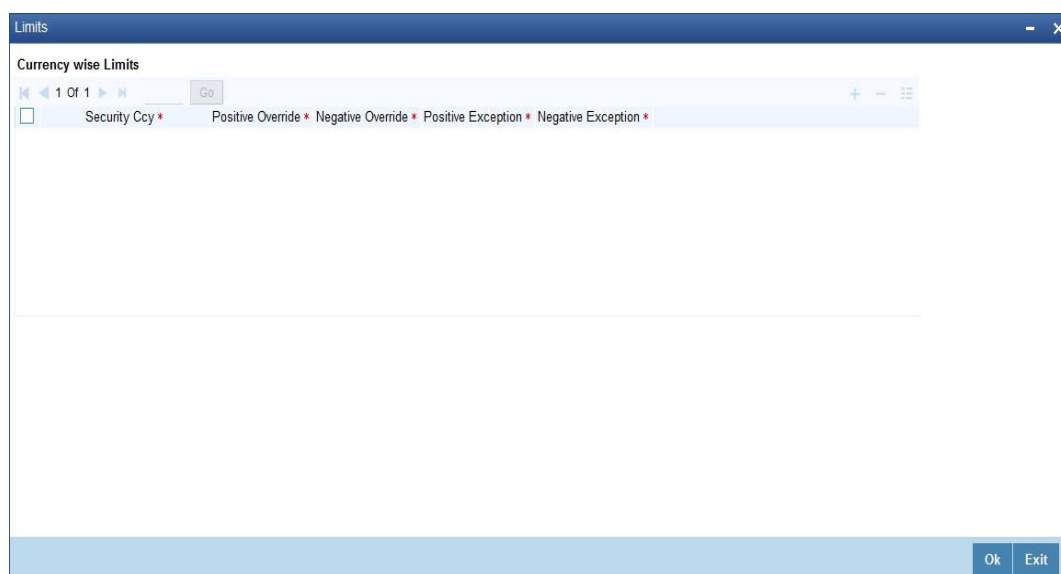 Limits
Currency wise Limits
1 Of 1 Go
Security Ccy * Positive Override * Negative Override * Positive Exception * Negative Exception *
Ok Exit